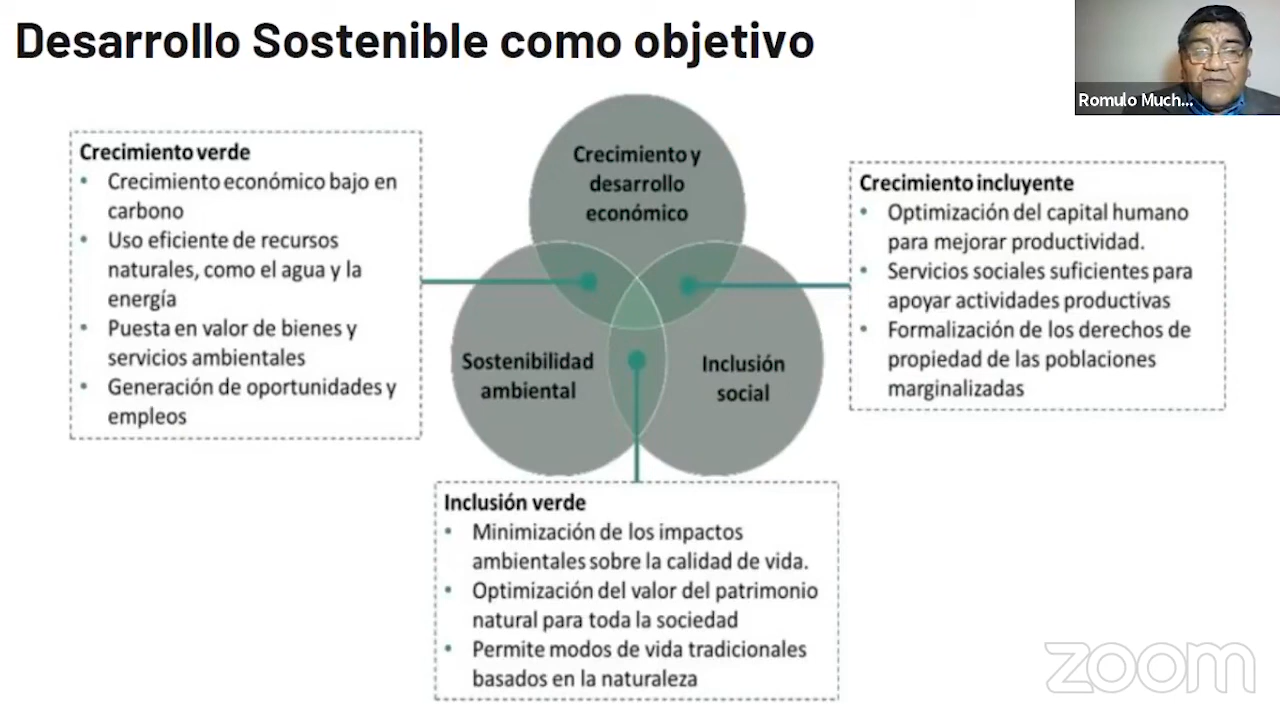 Desarrollo Sostenible como objetivo
Romulo Much...
Crecimiento verde
• Crecimiento económico bajo en
carbono
• Uso eficiente de recursos
naturales, como el agua y la
energía
• Puesta en valor de bienes y
servicios ambientales
• Generación de oportunidades y
empleos
Crecimiento y
desarrollo
económico
Sostenibilidad
ambiental
Inclusión
social
Crecimiento incluyente
• Optimización del capital humano
para mejorar productividad.
• Servicios sociales suficientes para
apoyar actividades productivas
• Formalización de los derechos de
propiedad de las poblaciones
marginalizadas
Inclusión verde
• Minimización de los impactos
ambientales sobre la calidad de vida.
• Optimización del valor del patrimonio
natural para toda la sociedad
• Permite modos de vida tradicionales
basados en la naturaleza
zoom